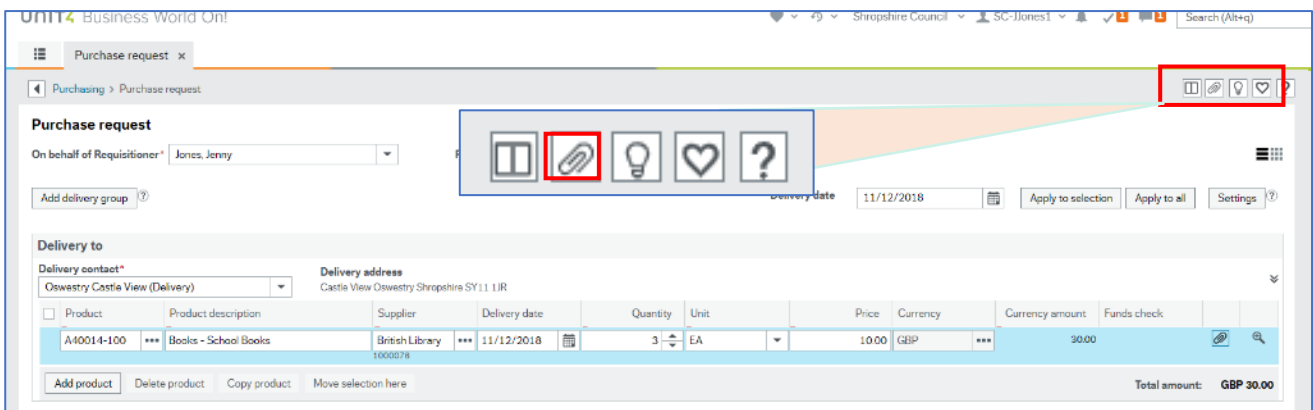 UNIT4 Business World On!
Shropshire Council SC-JJones1 1 1 Search (Alt+q)
Purchase request x
Purchasing > Purchase request ?
Purchase request
?
On behalf of Requisitioner* Jones, Jenny
Add delivery group ? Delivery date 11/12/2018 Apply to selection Apply to all Settings ?
Delivery to
Delivery contact* Delivery address
Oswestry Castle View (Delivery) Castle View Oswestry Shropshire SY11 1JR
Product Product description Supplier Delivery date Quantity Unit Price Currency Currency amount Funds check
A40014-100 ... Books - School Books British Library ... 11/12/2018 3 EA 10.00 GBP ... 30.00
1000078
Add product Delete product Copy product Move selection here Total amount: GBP 30.00